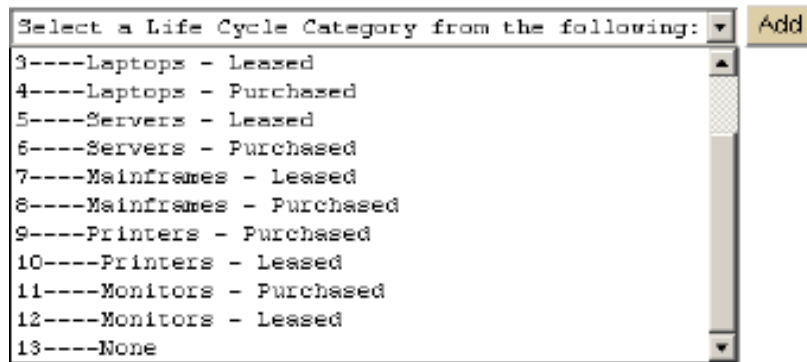 Select a Life Cycle Category from the following:
Add
3----Laptops - Leased
4----Laptops - Purchased
5----Servers - Leased
6----Servers - Purchased
7----Mainframes - Leased
8----Mainframes - Purchased
9----Printers - Purchased
10----Printers - Leased
11----Monitors - Purchased
12----Monitors - Leased
13----None